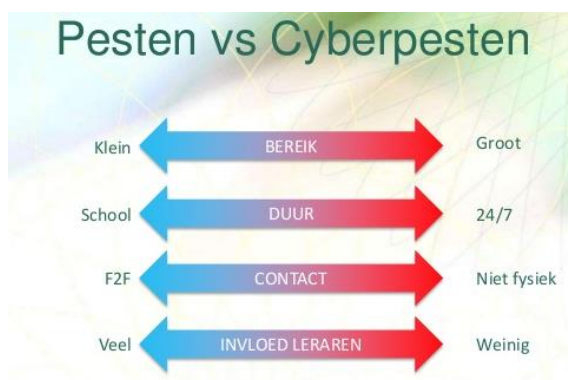 Pesten vs Cyberpesten
Klein BEREIK Groot
School DUUR 24/7
F2F CONTACT Niet fysiek
Veel INVLOED LERAREN Weinig